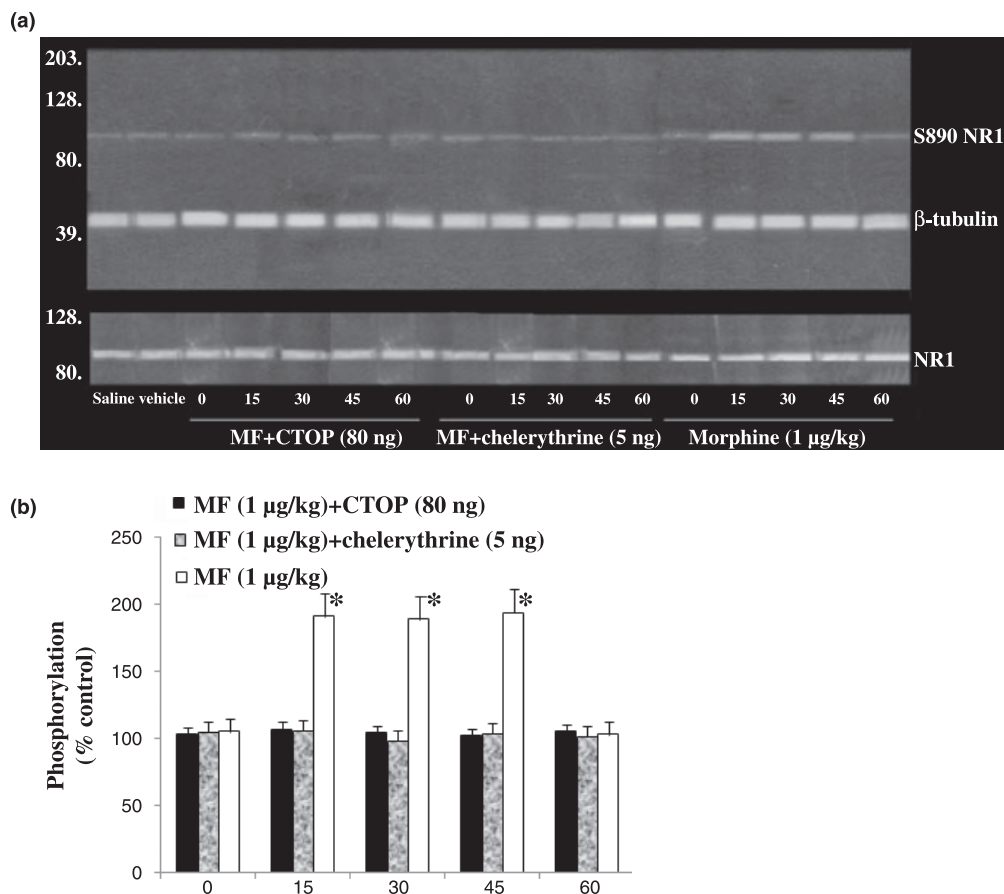 (a)
203.
128.
S890 NR1
80.
β-tubulin
39.
128.
NR1
80.
Saline vehicle 0 15 30 45 60 0 15 30 45 60 0 15 30 45 60
MF+CTOP (80 ng) MF+chelerythrine (5 ng) Morphine (1 µg/kg)
(b)
MF (1 µg/kg)+CTOP (80 ng)
MF (1 µg/kg)+chelerythrine (5 ng)
MF (1 µg/kg)
250
200
150
100
50
0
* * *
Phosphorylation
(% control)
0 15 30 45 60